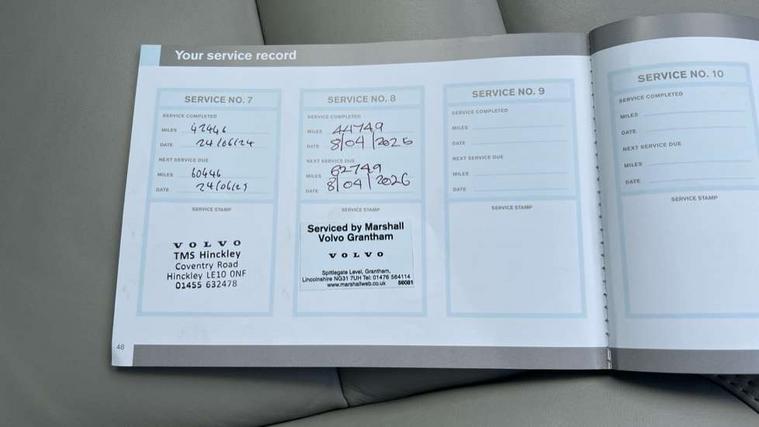 Your service record
SERVICE NO. 7
SERVICE COMPLETED
MILES 42446
DATE 24/06/24
NEXT SERVICE DUE
MILES 60446
DATE 24/06/25
SERVICE STAMP
VOLVO
TMS Hinckley
Coventry Road
Hinckley LE10 0NF
01455 632478
SERVICE NO. 8
SERVICE COMPLETED
MILES 44749
DATE 8/04/2025
NEXT SERVICE DUE
MILES 62749
DATE 8/04/2026
SERVICE STAMP
Serviced by Marshall
Volvo Grantham
VOLVO
Spittlegate Level, Grantham,
Lincolnshire NG31 7UH Tel: 01476 564114
www.marshallweb.co.uk 56081
SERVICE NO. 9
SERVICE COMPLETED
MILES
DATE
NEXT SERVICE DUE
MILES
DATE
SERVICE STAMP
SERVICE NO. 10
SERVICE COMPLETED
MILES
DATE
NEXT SERVICE DUE
MILES
DATE
SERVICE STAMP
48